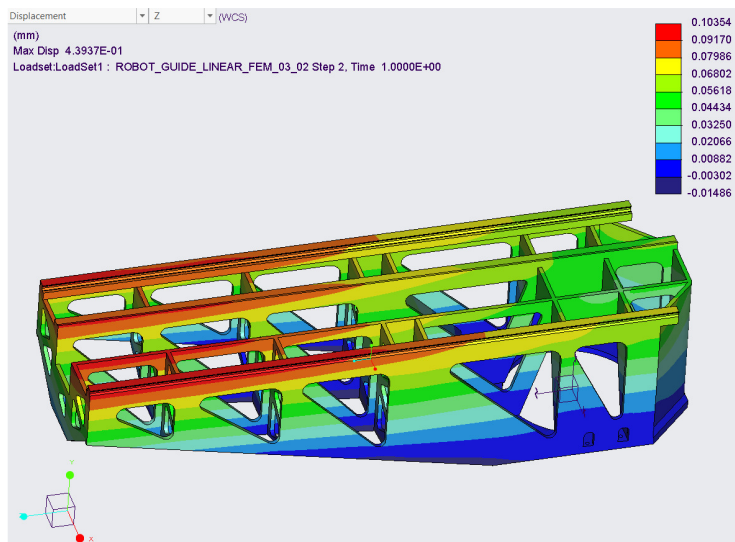 Displacement Z (WCS)
(mm)
Max Disp 4.3937E-01
Loadset:LoadSet1 : ROBOT_GUIDE_LINEAR_FEM_03_02 Step 2, Time 1.0000E+00
0.10354
0.09170
0.07986
0.06802
0.05618
0.04434
0.03250
0.02066
0.00882
-0.00302
-0.01486
Y
X